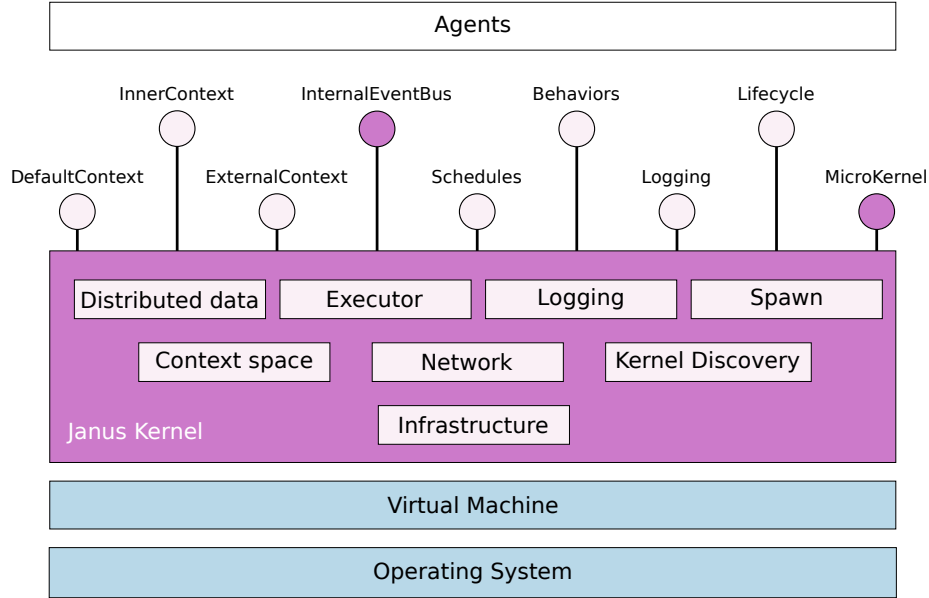 Agents
InnerContext
InternalEventBus
Behaviors
Lifecycle
DefaultContext
ExternalContext
Schedules
Logging
MicroKernel
Distributed data
Executor
Logging
Spawn
Context space
Network
Kernel Discovery
Infrastructure
Janus Kernel
Virtual Machine
Operating System